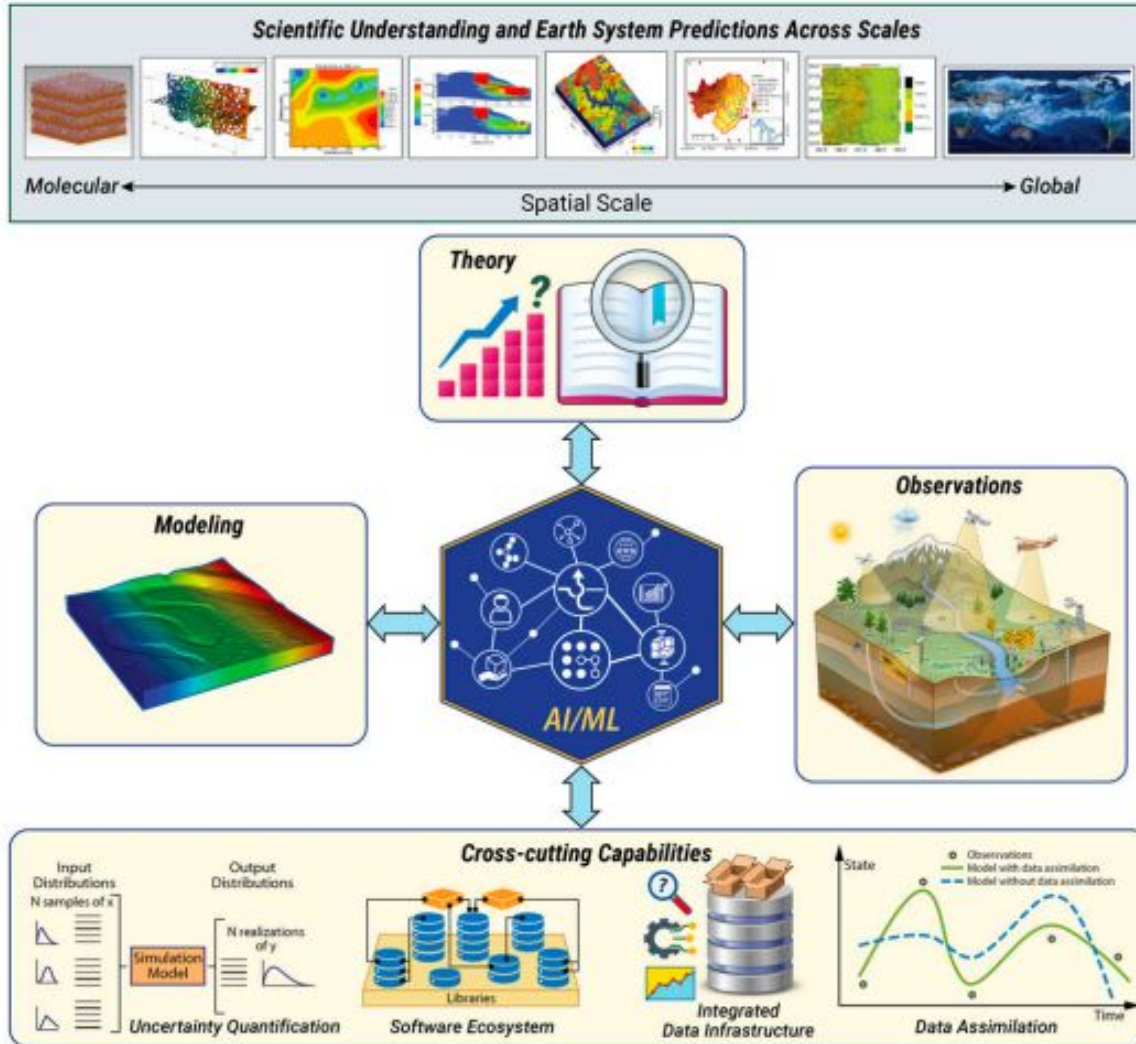 Scientific Understanding and Earth System Predictions Across Scales
Molecular
Global
Spatial Scale
Theory
?
Modeling
Observations
AI/ML
Cross-cutting Capabilities
Input
Distributions
N samples of x
Output
Distributions
N realizations
of y
Simulation
Model
Uncertainty Quantification
Libraries
Software Ecosystem
?
Integrated
Data Infrastructure
State
Observations
Model with data assimilation
Model without data assimilation
Time
Data Assimilation